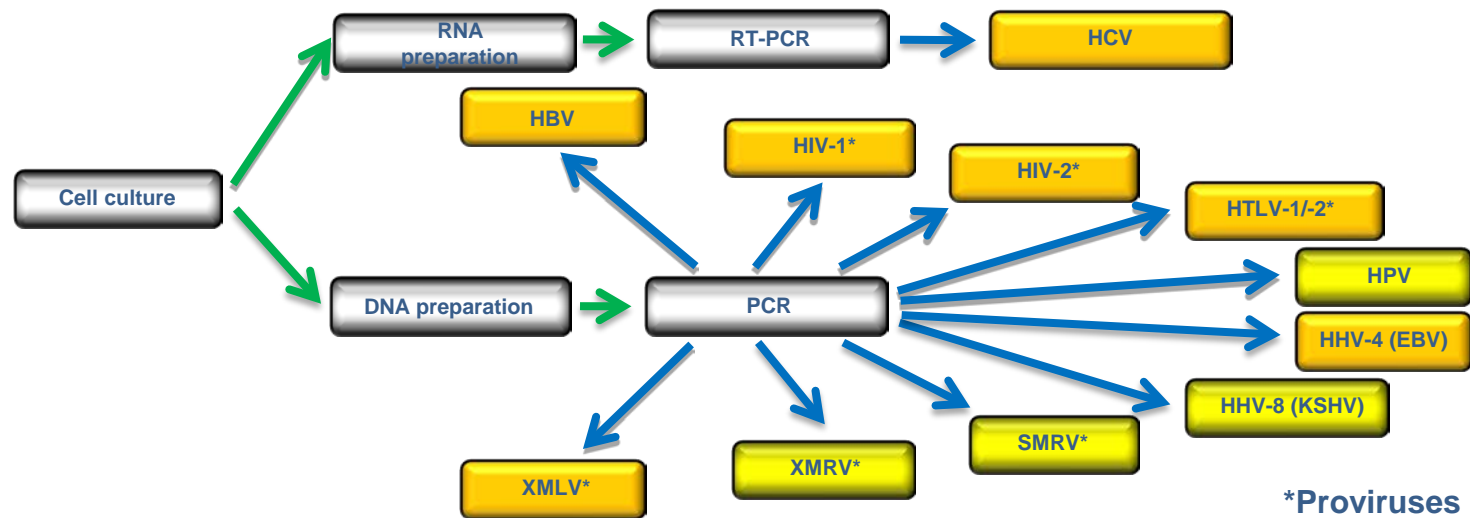 RNA
preparation
RT-PCR
HCV
HBV
HIV-1*
HIV-2*
Cell culture
HTLV-1/-2*
HPV
DNA preparation
PCR
HHV-4 (EBV)
HHV-8 (KSHV)
SMRV*
XMRV*
XMLV*
*Proviruses